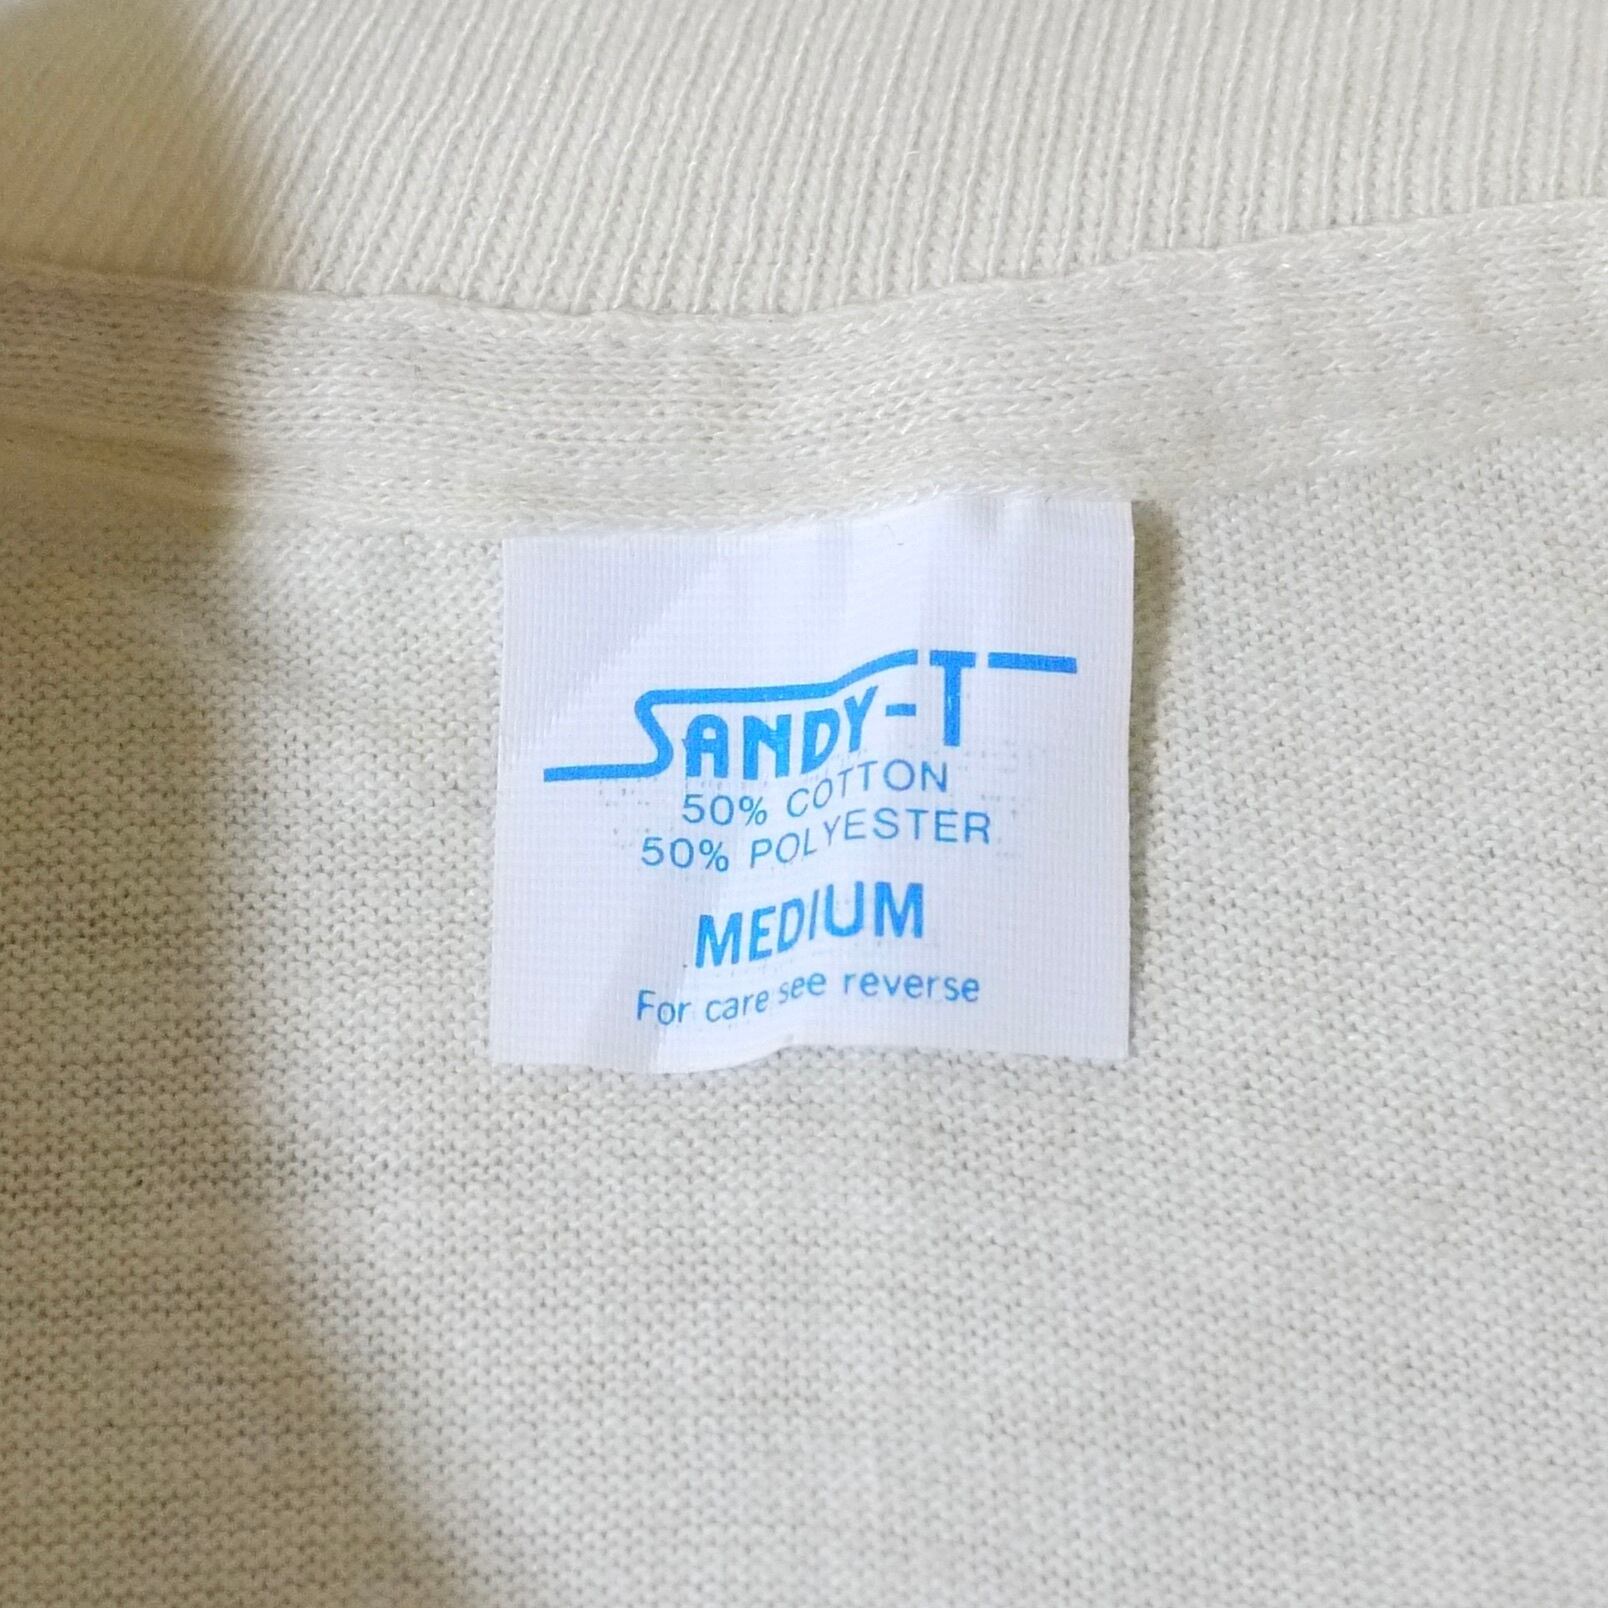 SANDY-T
50% COTTON
50% POLYESTER
MEDIUM
For care see reverse